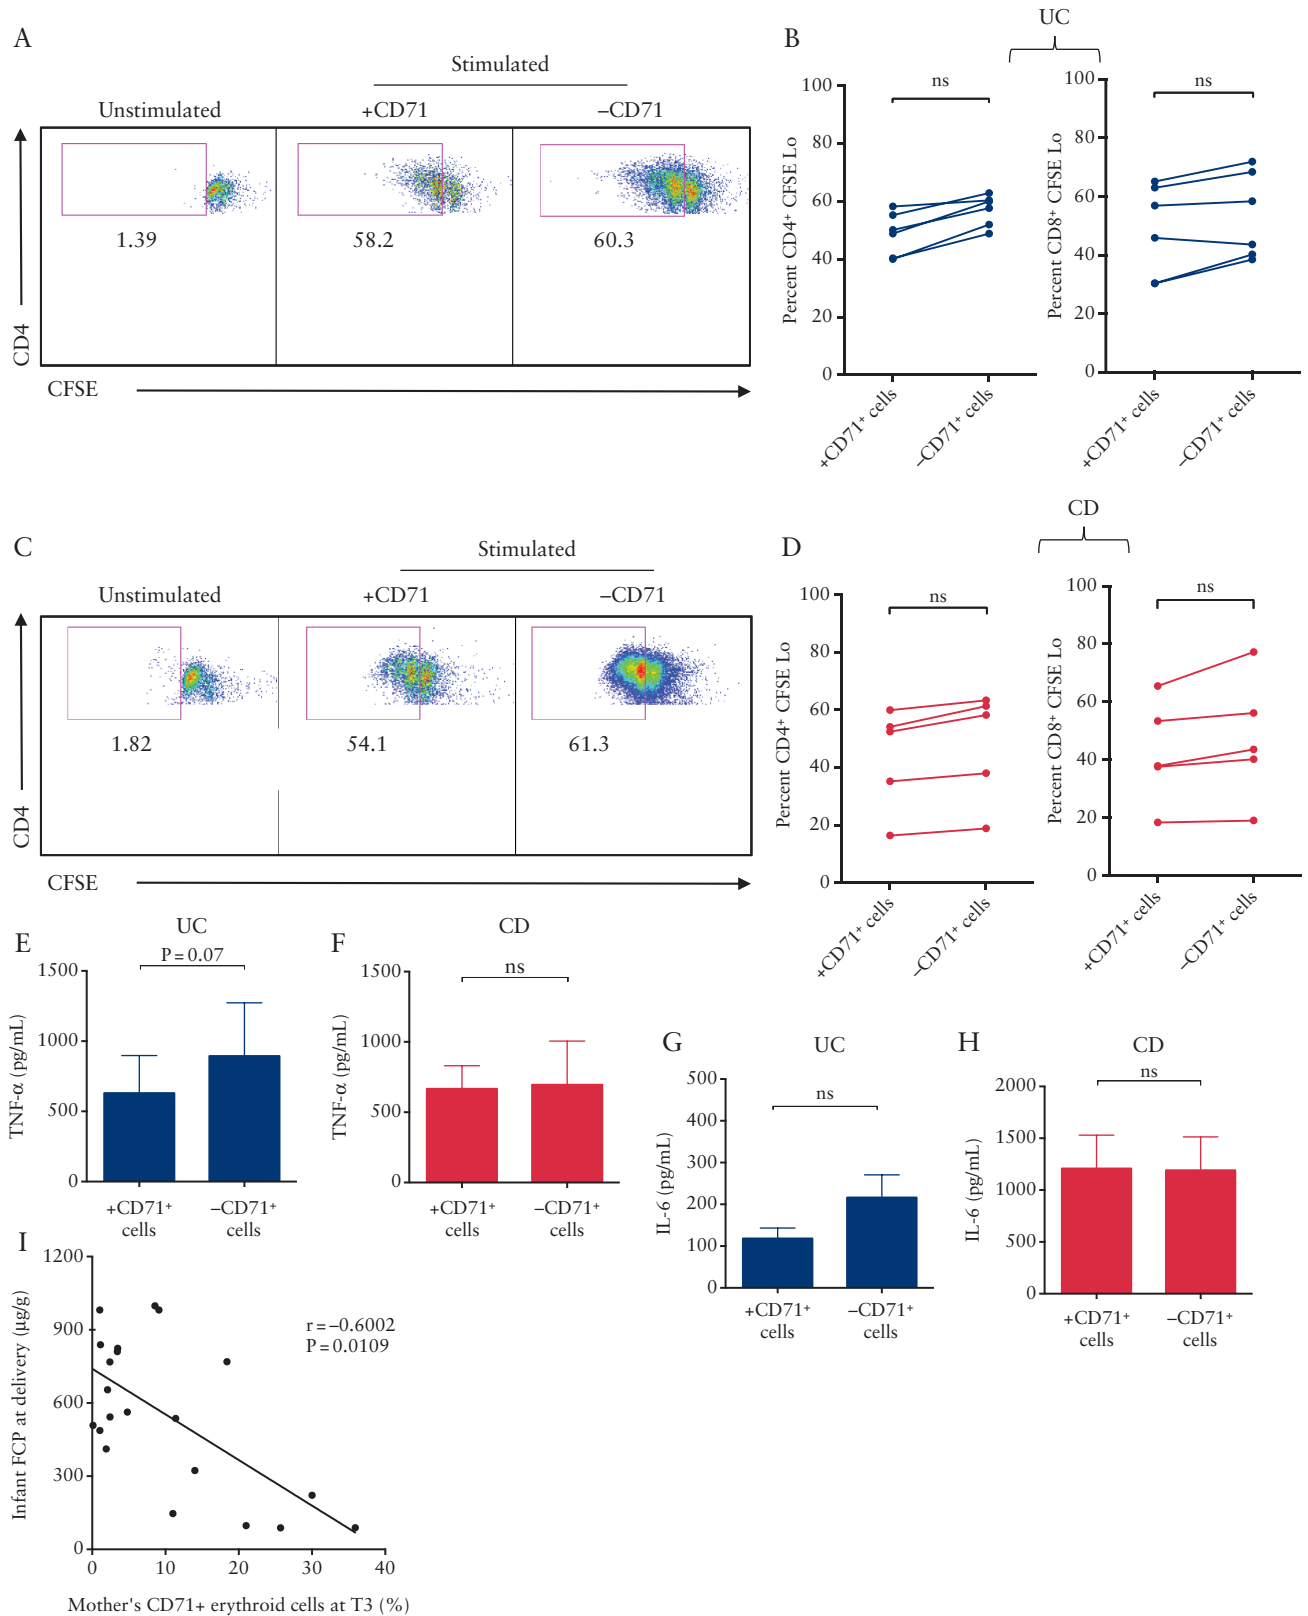 A
Stimulated
Unstimulated
+CD71
−CD71
1.39
58.2
60.3
CD4
CFSE
B
UC
100
80
60
40
20
0
Percent CD4⁺ CFSE Lo
ns
+CD71⁺ cells
−CD71⁺ cells
100
80
60
40
20
0
Percent CD8⁺ CFSE Lo
ns
+CD71⁺ cells
−CD71⁺ cells
C
Stimulated
Unstimulated
+CD71
−CD71
1.82
54.1
61.3
CD4
CFSE
D
CD
100
80
60
40
20
0
Percent CD4⁺ CFSE Lo
ns
+CD71⁺ cells
−CD71⁺ cells
100
80
60
40
20
0
Percent CD8⁺ CFSE Lo
ns
+CD71⁺ cells
−CD71⁺ cells
E
UC
P = 0.07
1500
1000
500
0
TNF-α (pg/mL)
+CD71⁺
cells
−CD71⁺
cells
F
CD
ns
1500
1000
500
0
TNF-α (pg/mL)
+CD71⁺
cells
−CD71⁺
cells
G
UC
ns
500
400
300
200
100
0
IL-6 (pg/mL)
+CD71⁺
cells
−CD71⁺
cells
H
CD
ns
2000
1500
1000
500
0
IL-6 (pg/mL)
+CD71⁺
cells
−CD71⁺
cells
I
1200
900
600
300
0
Infant FCP at delivery (µg/g)
r = −0.6002
P = 0.0109
0
10
20
30
40
Mother's CD71+ erythroid cells at T3 (%)